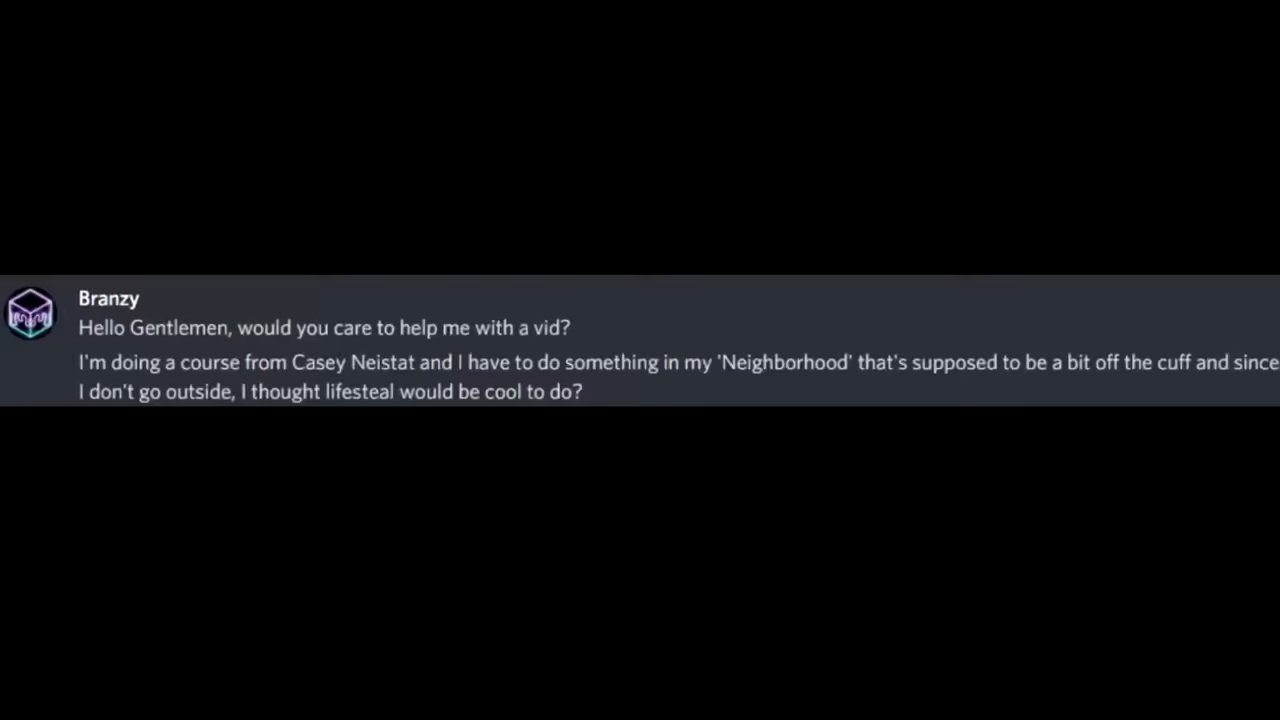 Branzy
Hello Gentlemen, would you care to help me with a vid?
I'm doing a course from Casey Neistat and I have to do something in my 'Neighborhood' that's supposed to be a bit off the cuff and since
I don't go outside, I thought lifesteal would be cool to do?